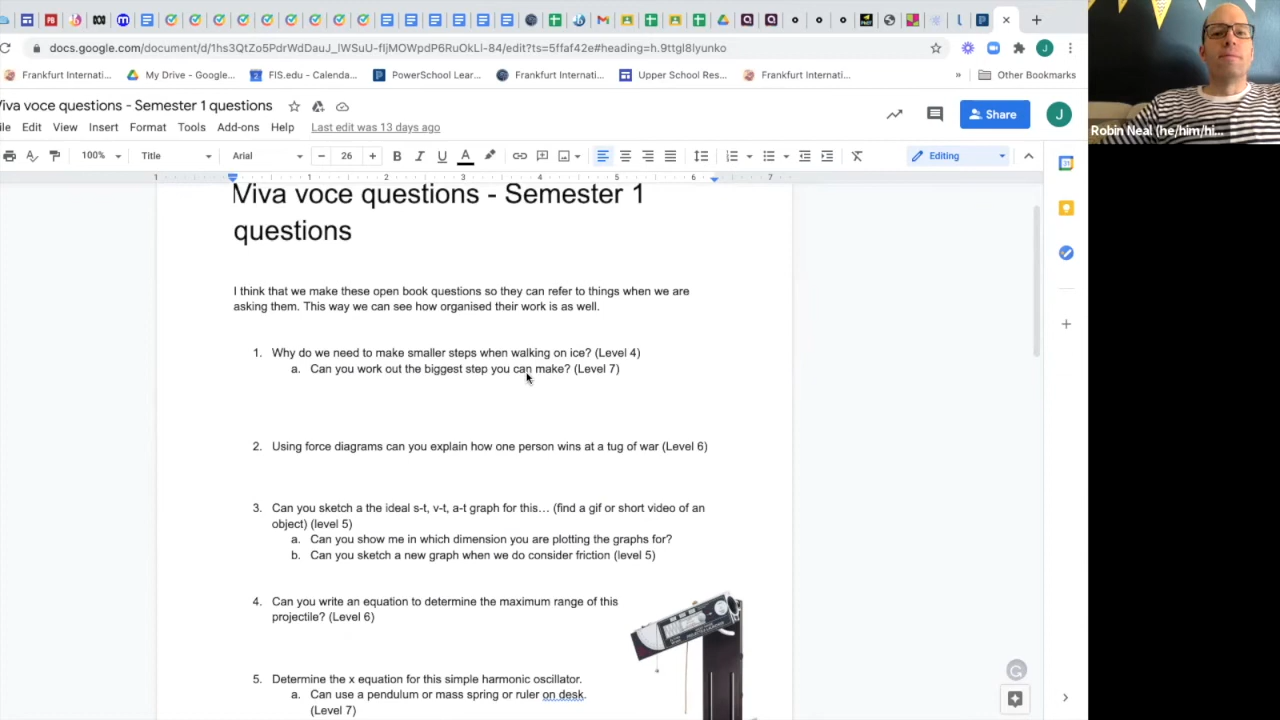 docs.google.com/document/d/1hs3QtZo5PdrWdDauJ_lWSuU-fIjMOWpdP6RuOkLl-84/edit?ts=5ffaf42e#heading=h.9ttgl8lyunko
Frankfurt Internati... My Drive - Google... FIS.edu - Calenda... PowerSchool Lear... Frankfurt Internati... Upper School Res... Frankfurt Internati... » Other Bookmarks
Viva voce questions - Semester 1 questions
ile Edit View Insert Format Tools Add-ons Help Last edit was 13 days ago
Share
J
100% Title Arial 26 B I U A Editing
1 1 2 3 4 5 6 7
Viva voce questions - Semester 1
questions
I think that we make these open book questions so they can refer to things when we are
asking them. This way we can see how organised their work is as well.
1. Why do we need to make smaller steps when walking on ice? (Level 4)
a. Can you work out the biggest step you can make? (Level 7)
2. Using force diagrams can you explain how one person wins at a tug of war (Level 6)
3. Can you sketch a the ideal s-t, v-t, a-t graph for this... (find a gif or short video of an
object) (level 5)
a. Can you show me in which dimension you are plotting the graphs for?
b. Can you sketch a new graph when we do consider friction (level 5)
4. Can you write an equation to determine the maximum range of this
projectile? (Level 6)
5. Determine the x equation for this simple harmonic oscillator.
a. Can use a pendulum or mass spring or ruler on desk.
(Level 7)
Robin Neal (he/him/hi...